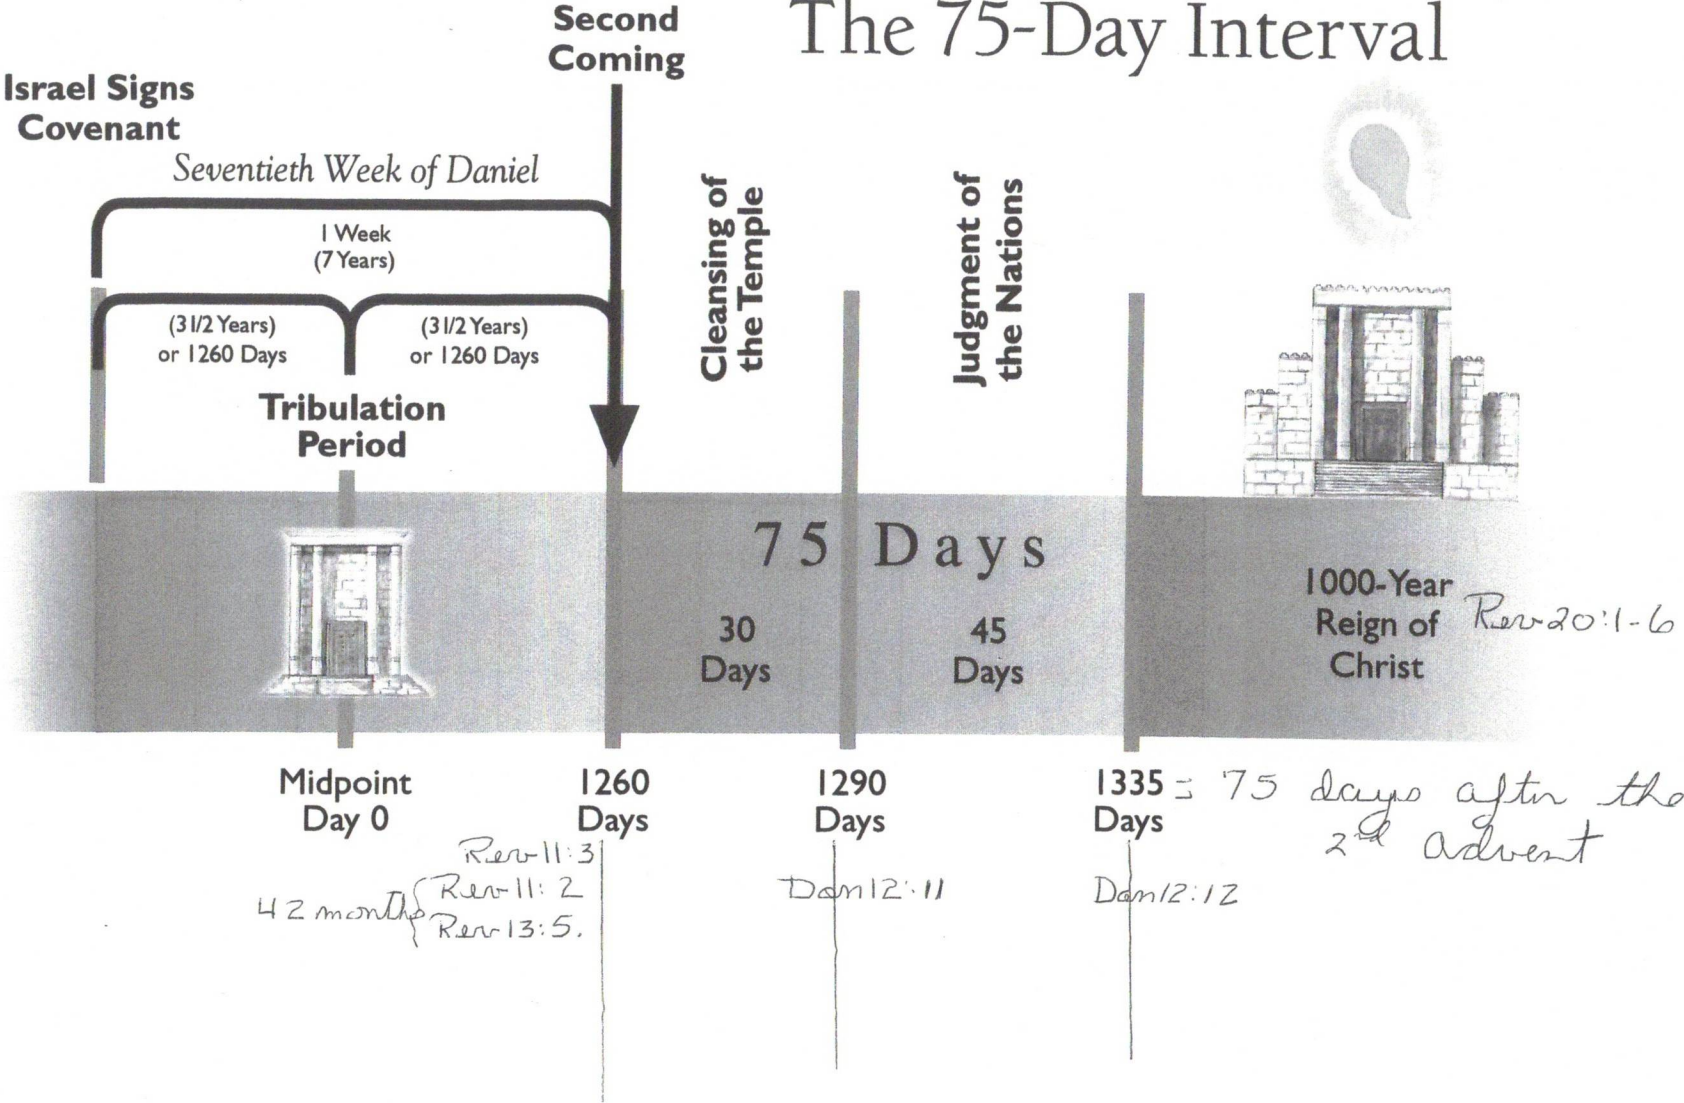 The 75-Day Interval
Second
Coming
Israel Signs
Covenant
Seventieth Week of Daniel
1 Week
(7 Years)
(3 1/2 Years)
or 1260 Days
(3 1/2 Years)
or 1260 Days
Tribulation
Period
Cleansing of
the Temple
Judgment of
the Nations
75 Days
30
Days
45
Days
1000-Year
Reign of
Christ
Rev 20:1-6
Midpoint
Day 0
1260
Days
1290
Days
1335
Days
= 75 days after the
2nd advent
Rev 11:3
42 months { Rev 11:2
Rev 13:5.
Dan 12:11
Dan 12:12